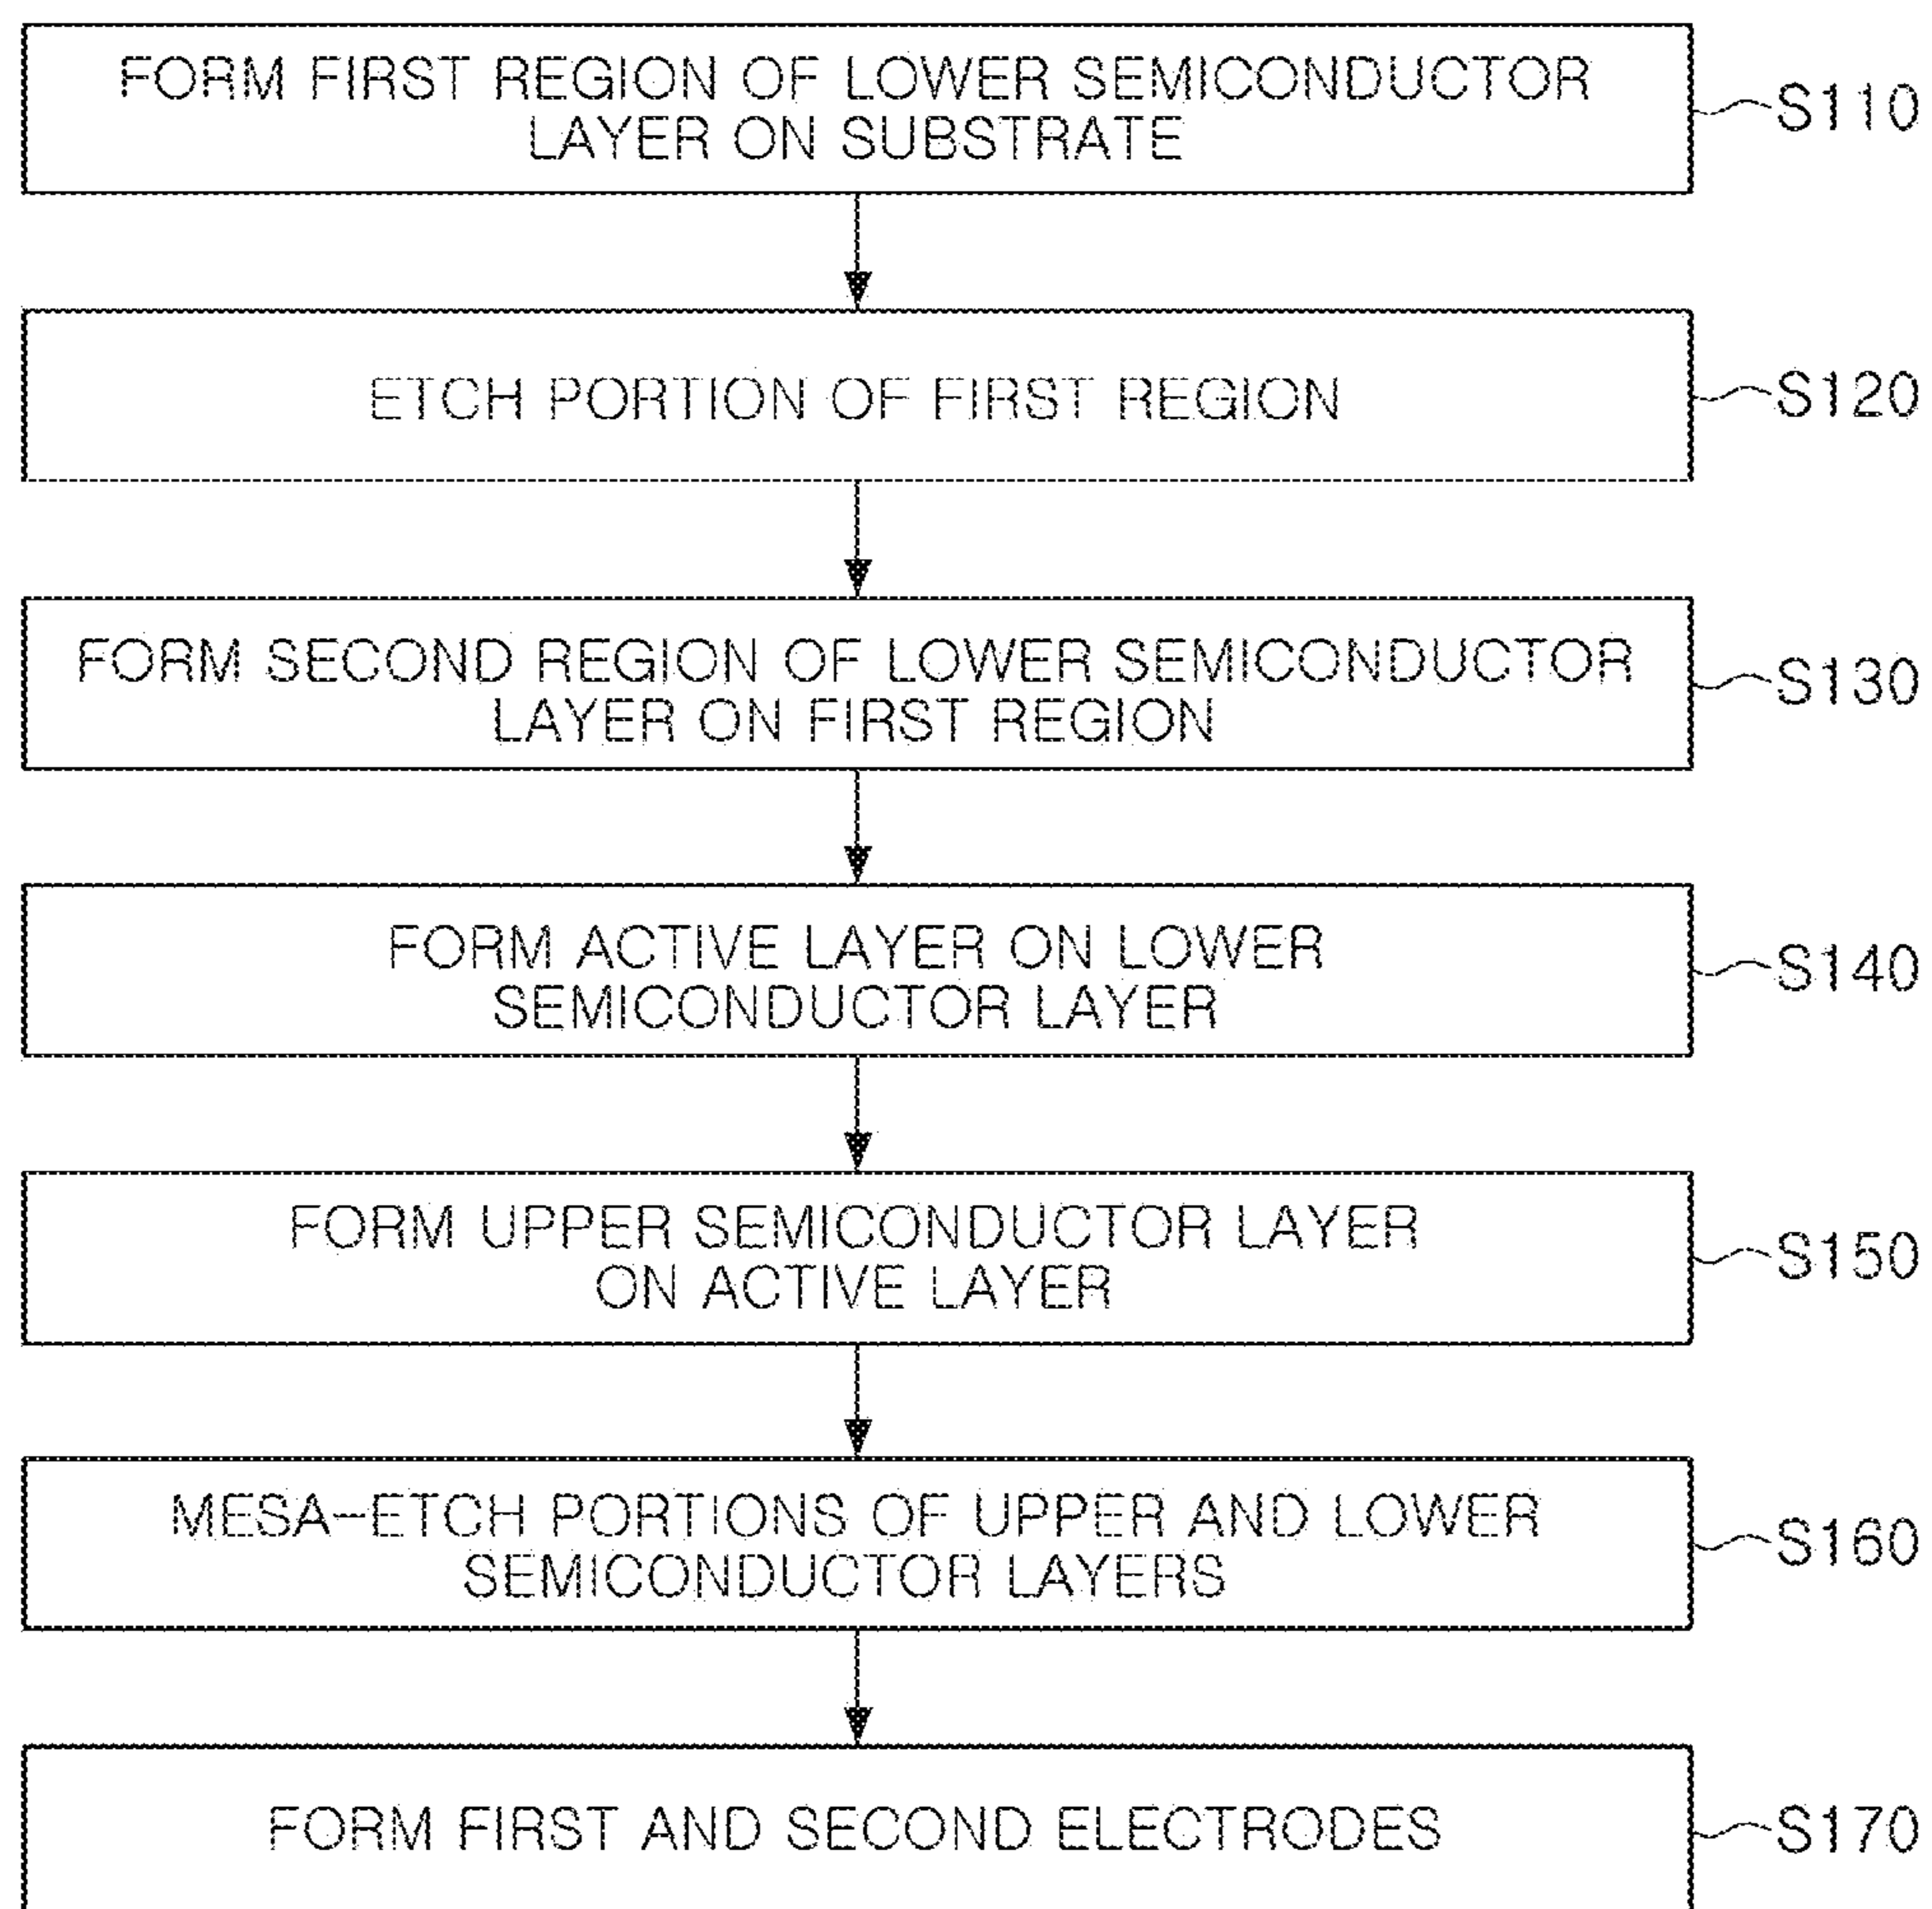 FORM FIRST REGION OF LOWER SEMICONDUCTOR
LAYER ON SUBSTRATE
S110
ETCH PORTION OF FIRST REGION
S120
FORM SECOND REGION OF LOWER SEMICONDUCTOR
LAYER ON FIRST REGION
S130
FORM ACTIVE LAYER ON LOWER
SEMICONDUCTOR LAYER
S140
FORM UPPER SEMICONDUCTOR LAYER
ON ACTIVE LAYER
S150
MESA-ETCH PORTIONS OF UPPER AND LOWER
SEMICONDUCTOR LAYERS
S160
FORM FIRST AND SECOND ELECTRODES
S170